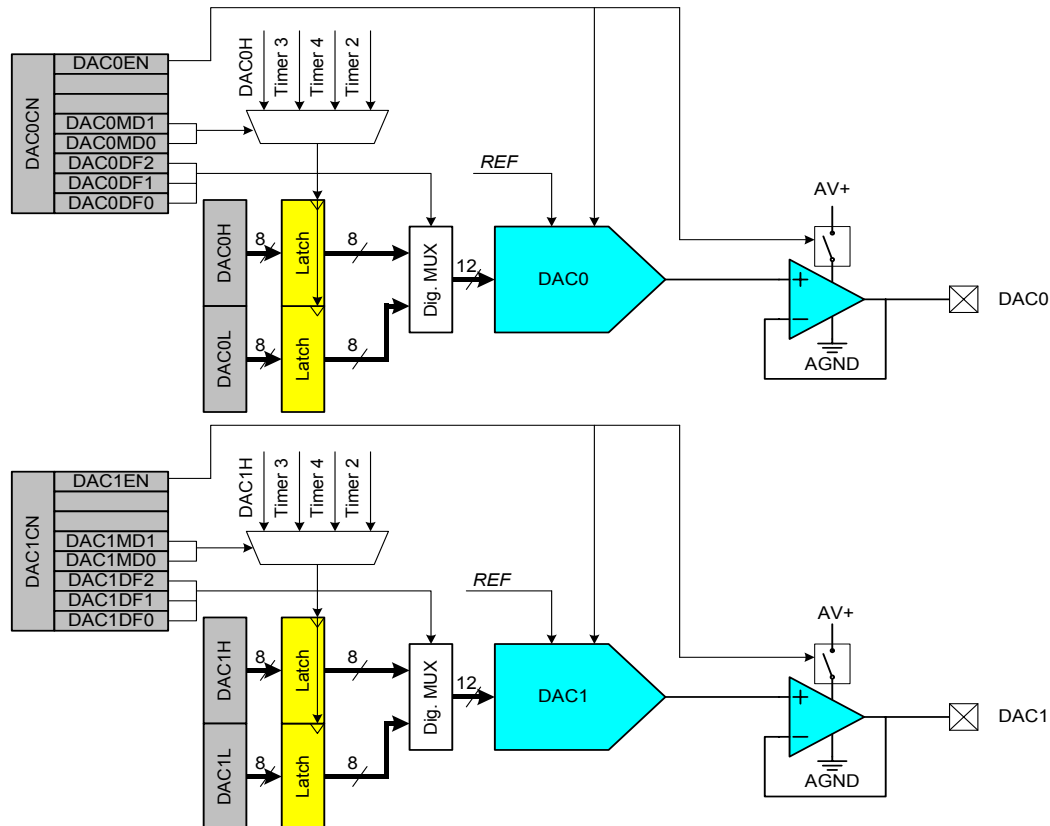 DAC0CN
DAC0EN
DAC0MD1
DAC0MD0
DAC0DF2
DAC0DF1
DAC0DF0
DAC0H
Timer 3
Timer 4
Timer 2
REF
AV+
DAC0H
8
Latch
8
Dig. MUX
12
DAC0
+
−
DAC0
DAC0L
8
Latch
8
AGND
DAC1CN
DAC1EN
DAC1MD1
DAC1MD0
DAC1DF2
DAC1DF1
DAC1DF0
DAC1H
Timer 3
Timer 4
Timer 2
REF
AV+
DAC1H
8
Latch
8
Dig. MUX
12
DAC1
+
−
DAC1
DAC1L
8
Latch
8
AGND